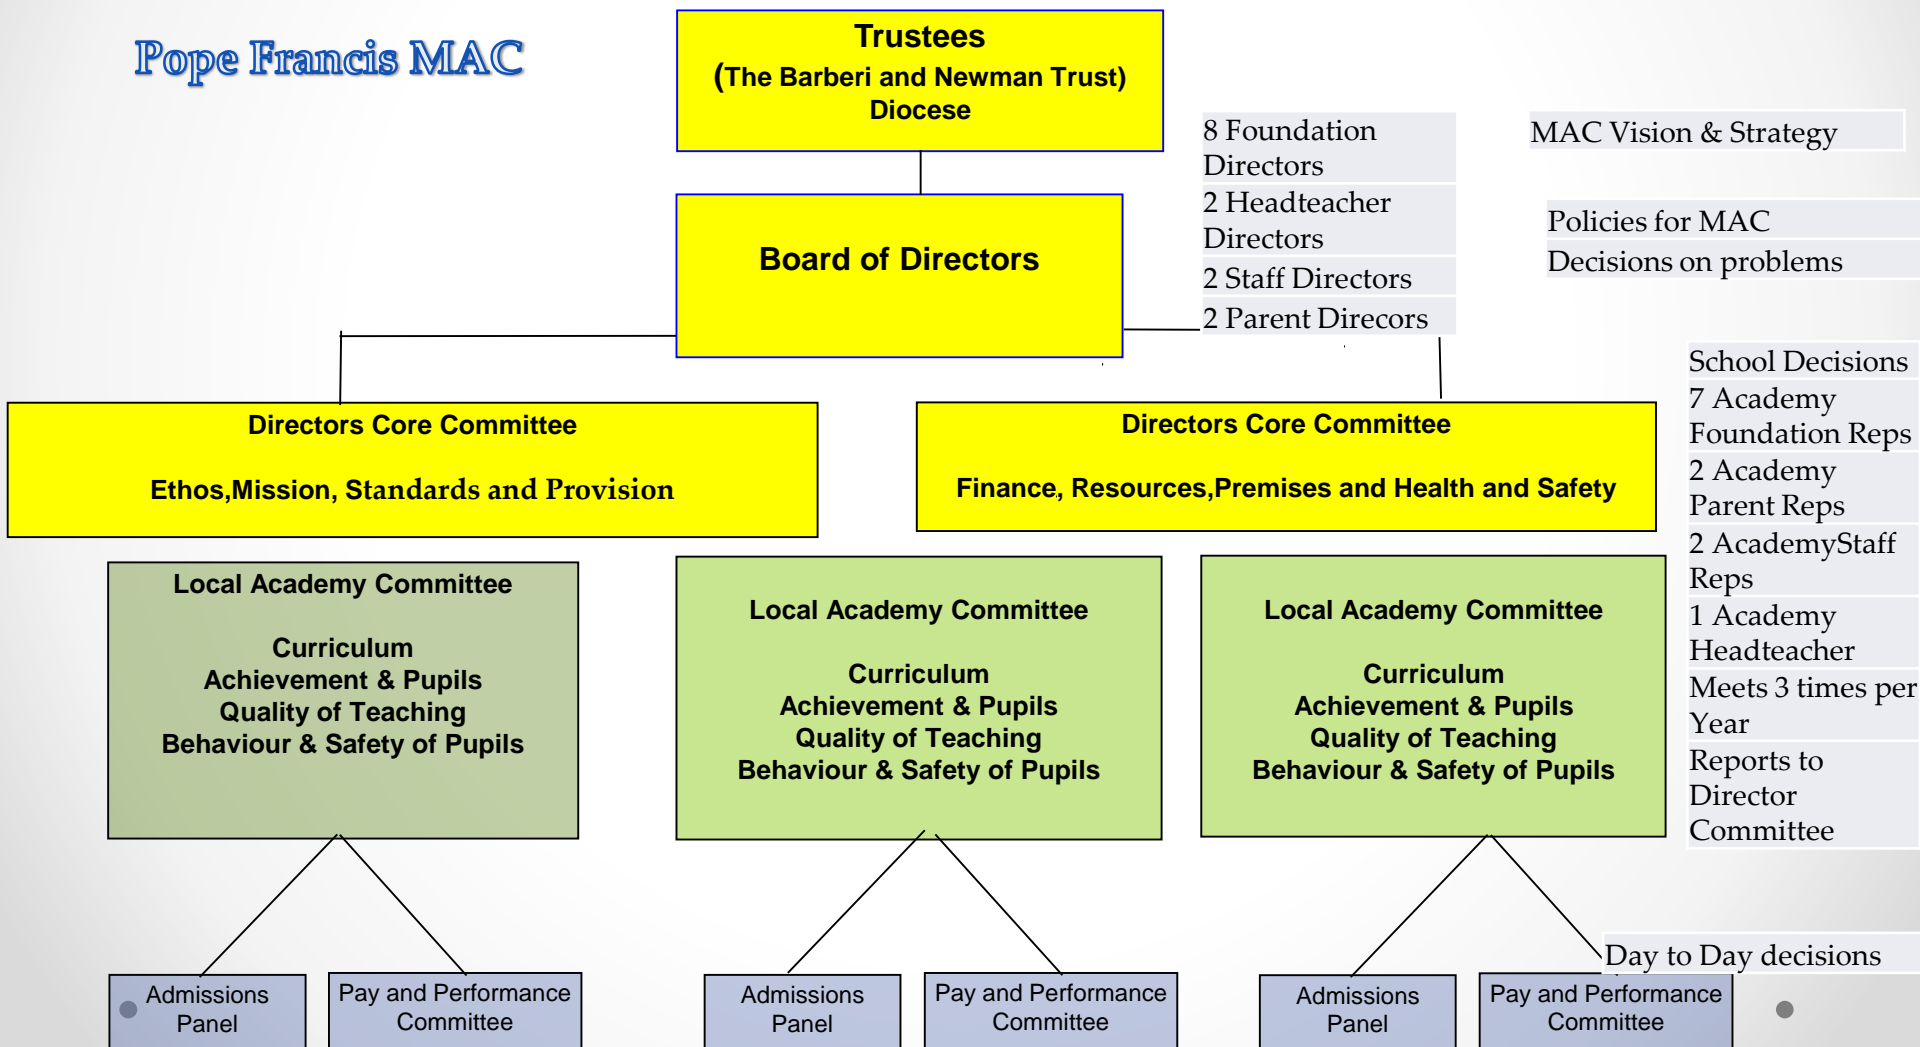 Pope Francis MAC
Trustees
(The Barberi and Newman Trust)
Diocese
8 Foundation
Directors
2 Headteacher
Directors
2 Staff Directors
2 Parent Direcors
MAC Vision & Strategy
Policies for MAC
Decisions on problems
Board of Directors
Directors Core Committee
Ethos,Mission, Standards and Provision
Directors Core Committee
Finance, Resources,Premises and Health and Safety
School Decisions
7 Academy
Foundation Reps
2 Academy
Parent Reps
2 AcademyStaff
Reps
1 Academy
Headteacher
Meets 3 times per
Year
Reports to
Director
Committee
Local Academy Committee
Curriculum
Achievement & Pupils
Quality of Teaching
Behaviour & Safety of Pupils
Local Academy Committee
Curriculum
Achievement & Pupils
Quality of Teaching
Behaviour & Safety of Pupils
Local Academy Committee
Curriculum
Achievement & Pupils
Quality of Teaching
Behaviour & Safety of Pupils
Day to Day decisions
Admissions
Panel
Pay and Performance
Committee
Admissions
Panel
Pay and Performance
Committee
Admissions
Panel
Pay and Performance
Committee